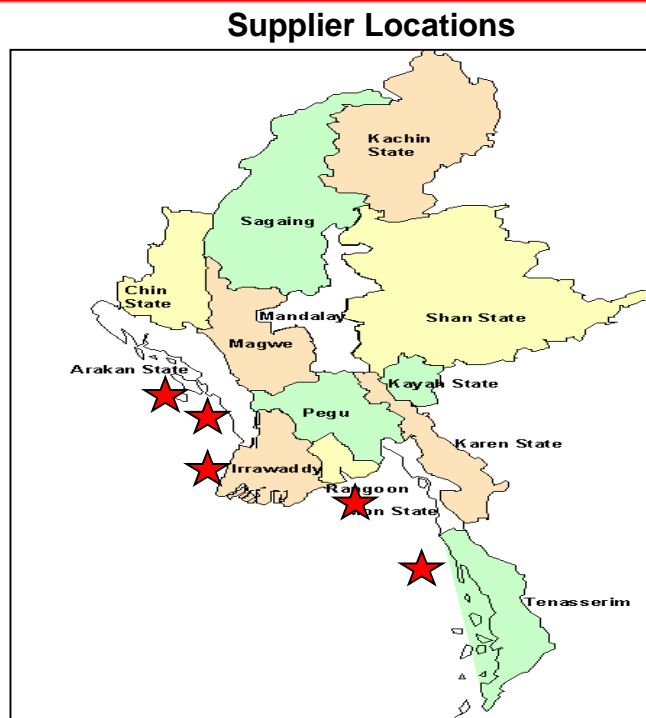 Supplier Locations
Kachin
State
Sagaing
Chin
State
Mandalay
Shan State
Magwe
Arakan State
Kayah State
Pegu
Karen State
Irrawaddy
Rangoon
Mon State
Tenasserim